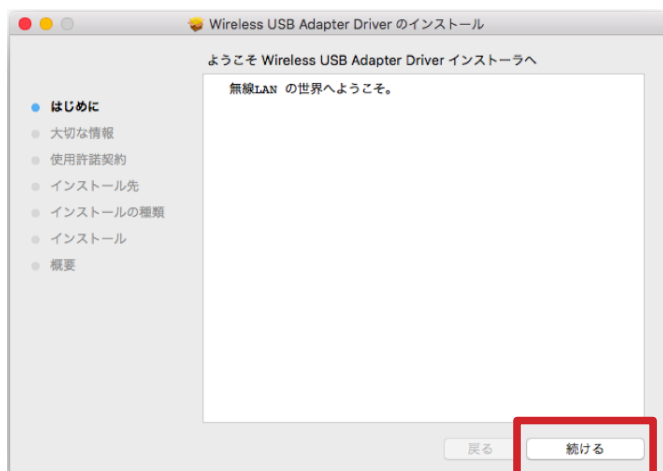 Wireless USB Adapter Driver のインストール
ようこそ Wireless USB Adapter Driver インストーラへ
無線LAN の世界へようこそ。
はじめに
大切な情報
使用許諾契約
インストール先
インストールの種類
インストール
概要
戻る
続ける